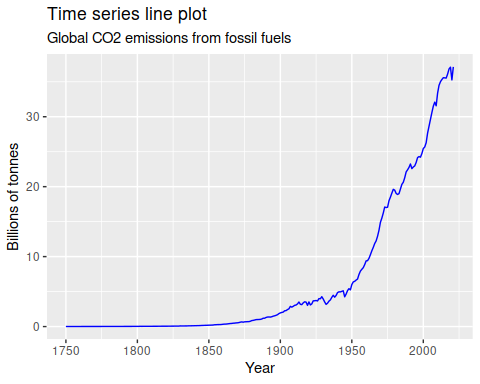 Time series line plot
Global CO2 emissions from fossil fuels
Billions of tonnes
30
20
10
0
1750 1800 1850 1900 1950 2000
Year